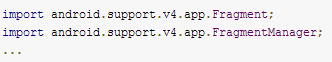 import android.support.v4.app.Fragment;
import android.support.v4.app.FragmentManager;
...